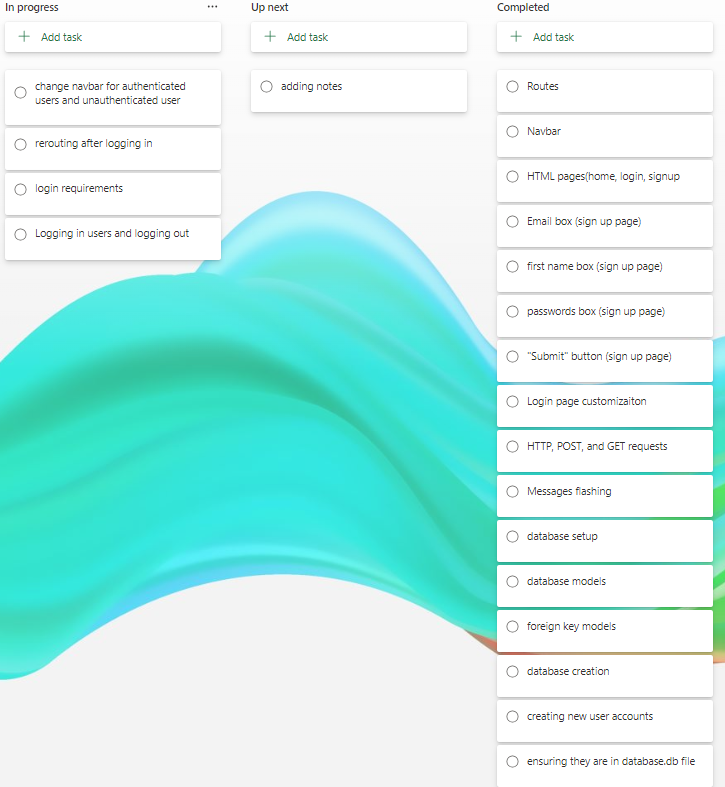 In progress
...
Add task
change navbar for authenticated
users and unauthenticated user
rerouting after logging in
login requirements
Logging in users and logging out
Up next
Add task
adding notes
Completed
Add task
Routes
Navbar
HTML pages(home, login, signup
Email box (sign up page)
first name box (sign up page)
passwords box (sign up page)
"Submit" button (sign up page)
Login page customizaiton
HTTP, POST, and GET requests
Messages flashing
database setup
database models
foreign key models
database creation
creating new user accounts
ensuring they are in database.db file